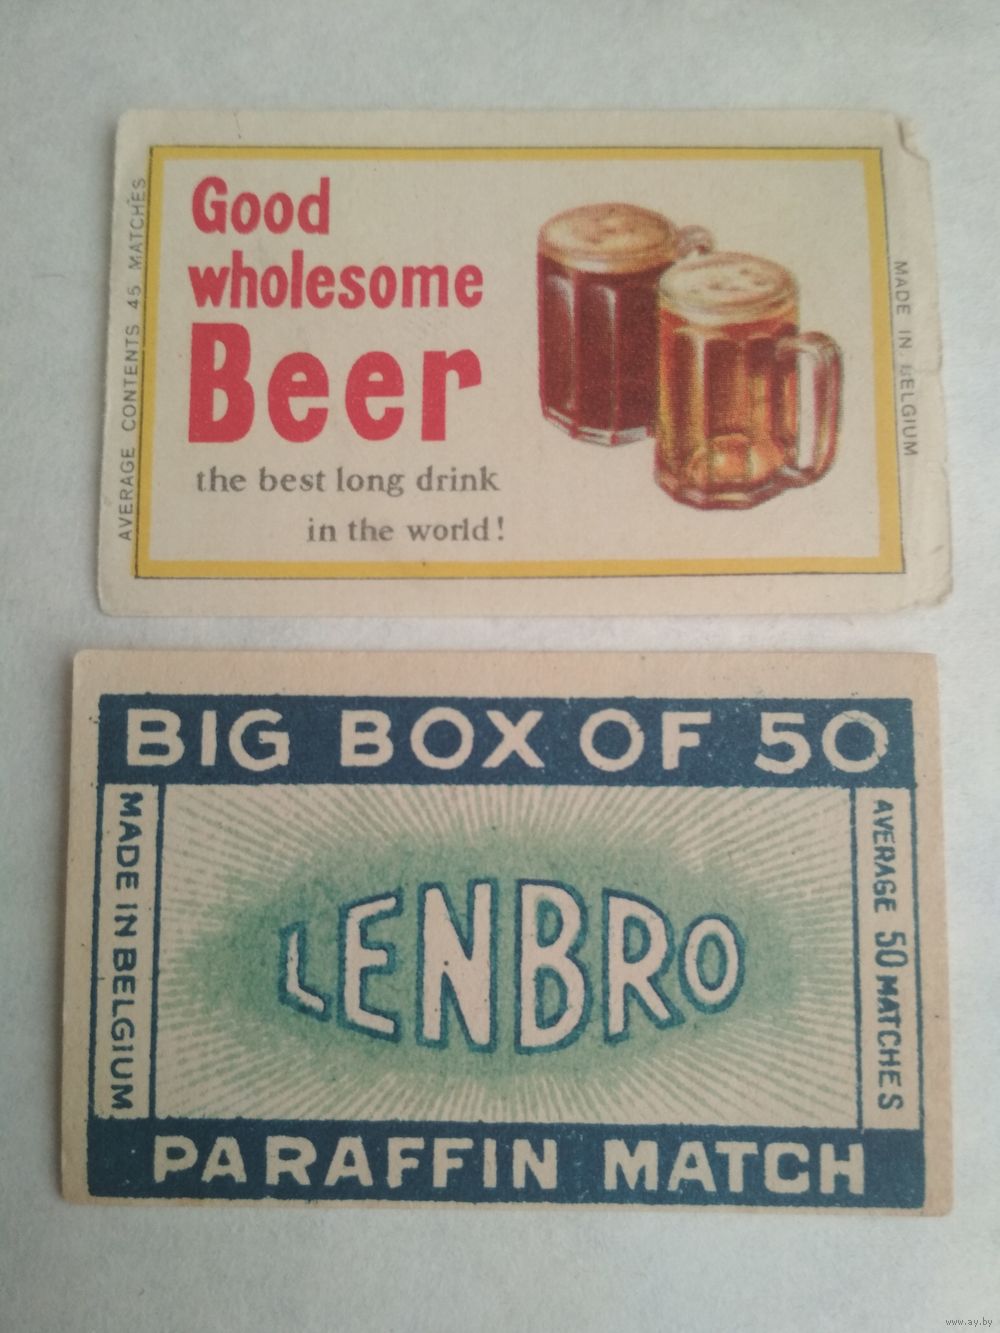 AVERAGE CONTENTS 45 MATCHES
Good
wholesome
Beer
the best long drink
in the world!
MADE IN BELGIUM
BIG BOX OF 50
MADE IN BELGIUM
LENBRO
AVERAGE 50 MATCHES
PARAFFIN MATCH
www.ay.by